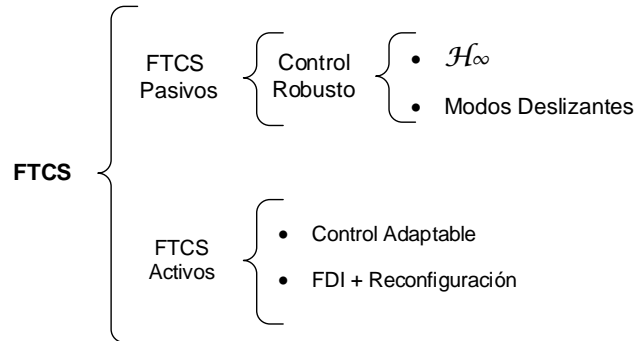 FTCS
FTCS
Pasivos
Control
Robusto
• ℋ∞
• Modos Deslizantes
FTCS
Activos
• Control Adaptable
• FDI + Reconfiguración